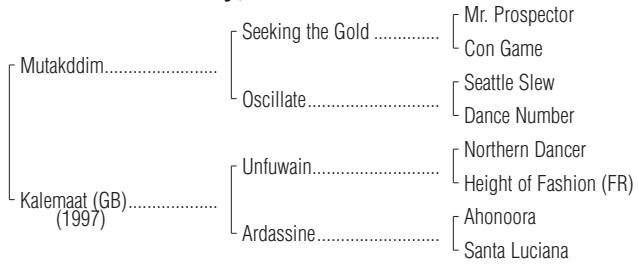 Mr. Prospector
Seeking the Gold ..............
Con Game
Mutakddim.......................
Seattle Slew
Oscillate...........................
Dance Number
Northern Dancer
Unfuwain..........................
Height of Fashion (FR)
Kalemaat (GB)..................
(1997)
Ahonoora
Ardassine.........................
Santa Luciana